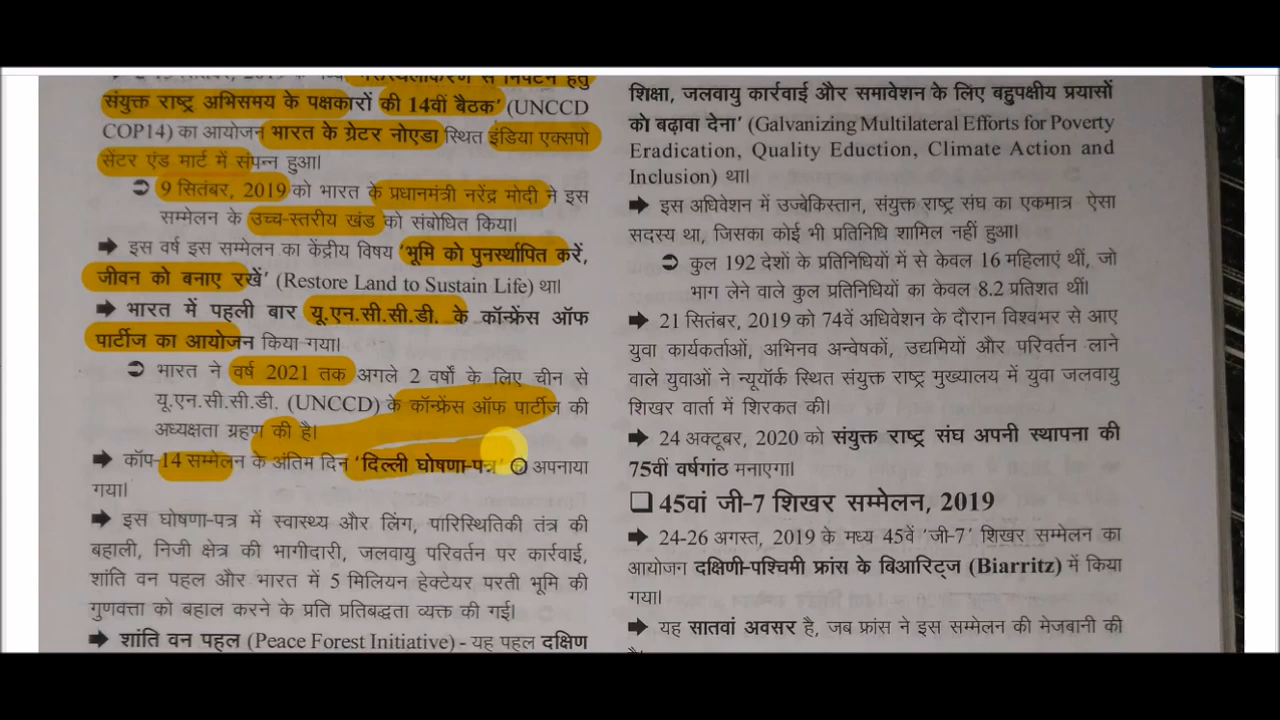 संयुक्त राष्ट्र अभिसमय के पक्षकारों की 14वीं बैठक' (UNCCD
COP14) का आयोजन भारत के ग्रेटर नोएडा स्थित इंडिया एक्सपो
सेंटर एंड मार्ट में संपन्न हुआ।
➲ 9 सितंबर, 2019 को भारत के प्रधानमंत्री नरेंद्र मोदी ने इस
सम्मेलन के उच्च-स्तरीय खंड को संबोधित किया।
➡ इस वर्ष इस सम्मेलन का केंद्रीय विषय 'भूमि को पुनर्स्थापित करें,
जीवन को बनाए रखें' (Restore Land to Sustain Life) था।
➡ भारत में पहली बार यू.एन.सी.सी.डी. के कॉन्फ्रेंस ऑफ
पार्टीज का आयोजन किया गया।
➲ भारत ने वर्ष 2021 तक अगले 2 वर्षों के लिए चीन से
यू.एन.सी.सी.डी. (UNCCD) के कॉन्फ्रेंस ऑफ पार्टीज की
अध्यक्षता ग्रहण की है।
➡ कॉप-14 सम्मेलन के अंतिम दिन 'दिल्ली घोषणा-पत्र' अपनाया
गया।
➡ इस घोषणा-पत्र में स्वास्थ्य और लिंग, पारिस्थितिकी तंत्र की
बहाली, निजी क्षेत्र की भागीदारी, जलवायु परिवर्तन पर कार्रवाई,
शांति वन पहल और भारत में 5 मिलियन हेक्टेयर परती भूमि की
गुणवत्ता को बहाल करने के प्रति प्रतिबद्धता व्यक्त की गई।
➡ शांति वन पहल (Peace Forest Initiative) - यह पहल दक्षिण
शिक्षा, जलवायु कार्रवाई और समावेशन के लिए बहुपक्षीय प्रयासों
को बढ़ावा देना' (Galvanizing Multilateral Efforts for Poverty
Eradication, Quality Eduction, Climate Action and
Inclusion) था।
➡ इस अधिवेशन में उज्बेकिस्तान, संयुक्त राष्ट्र संघ का एकमात्र ऐसा
सदस्य था, जिसका कोई भी प्रतिनिधि शामिल नहीं हुआ।
➲ कुल 192 देशों के प्रतिनिधियों में से केवल 16 महिलाएं थीं, जो
भाग लेने वाले कुल प्रतिनिधियों का केवल 8.2 प्रतिशत थीं।
➡ 21 सितंबर, 2019 को 74वें अधिवेशन के दौरान विश्वभर से आए
युवा कार्यकर्ताओं, अभिनव अन्वेषकों, उद्यमियों और परिवर्तन लाने
वाले युवाओं ने न्यूयॉर्क स्थित संयुक्त राष्ट्र मुख्यालय में युवा जलवायु
शिखर वार्ता में शिरकत की।
➡ 24 अक्टूबर, 2020 को संयुक्त राष्ट्र संघ अपनी स्थापना की
75वीं वर्षगांठ मनाएगा।
❑ 45वां जी-7 शिखर सम्मेलन, 2019
➡ 24-26 अगस्त, 2019 के मध्य 45वें 'जी-7' शिखर सम्मेलन का
आयोजन दक्षिणी-पश्चिमी फ्रांस के बिआरिट्ज (Biarritz) में किया
गया।
➡ यह सातवां अवसर है, जब फ्रांस ने इस सम्मेलन की मेजबानी की